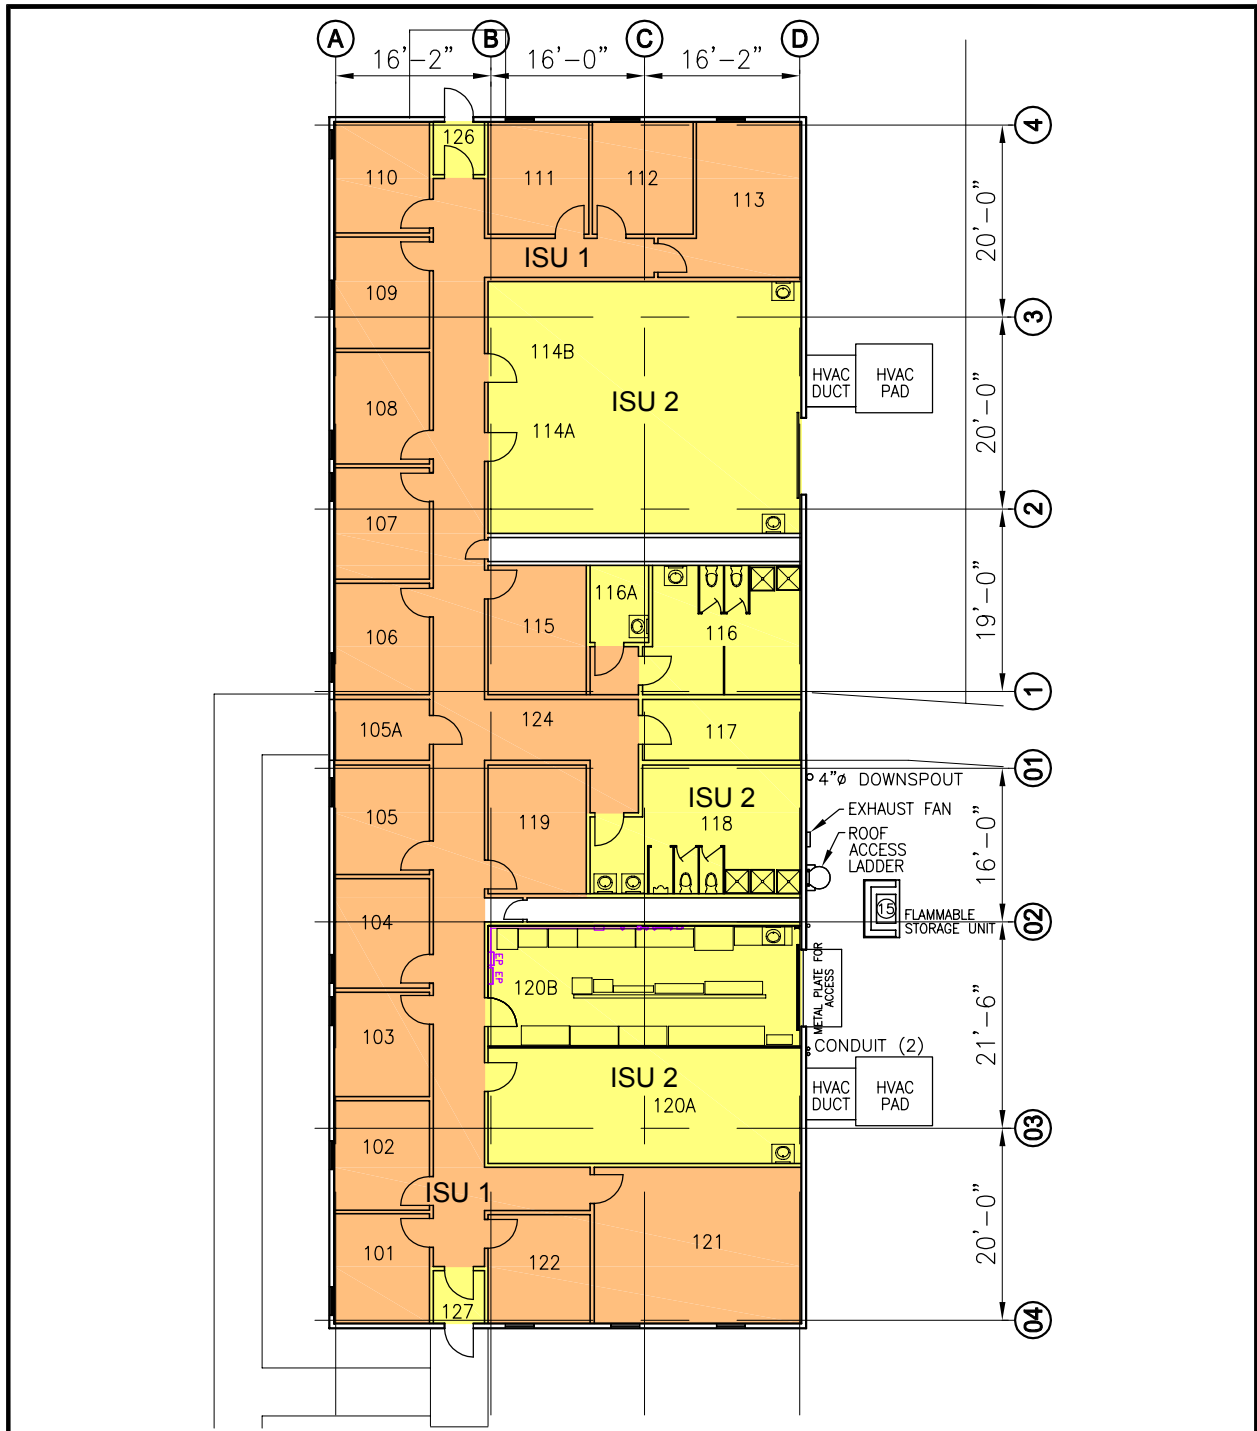 A B C D
16'-2" 16'-0" 16'-2"
4
126
110 111 112
113
20'-0"
ISU 1
109
3
114B
HVAC DUCT
HVAC PAD
ISU 2
108
114A
20'-0"
2
107
116A
115
116
106
19'-0"
1
124
105A
117
01
4"ø DOWNSPOUT
ISU 2
EXHAUST FAN
105
119
118
ROOF
ACCESS
LADDER
16'-0"
15
FLAMMABLE
STORAGE UNIT
104
02
EP EP
120B
METAL PLATE FOR
ACCESS
21'-6"
103
CONDUIT (2)
ISU 2
HVAC DUCT
HVAC PAD
120A
03
102
ISU 1
20'-0"
101
121
122
127
04